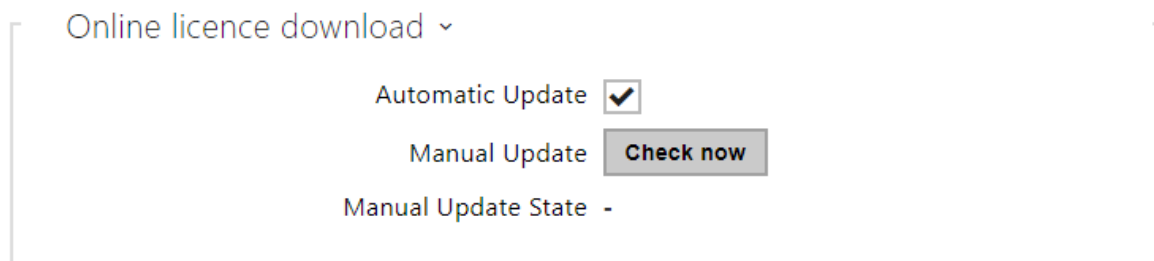 Online licence download
Automatic Update
Manual Update Check now
Manual Update State -